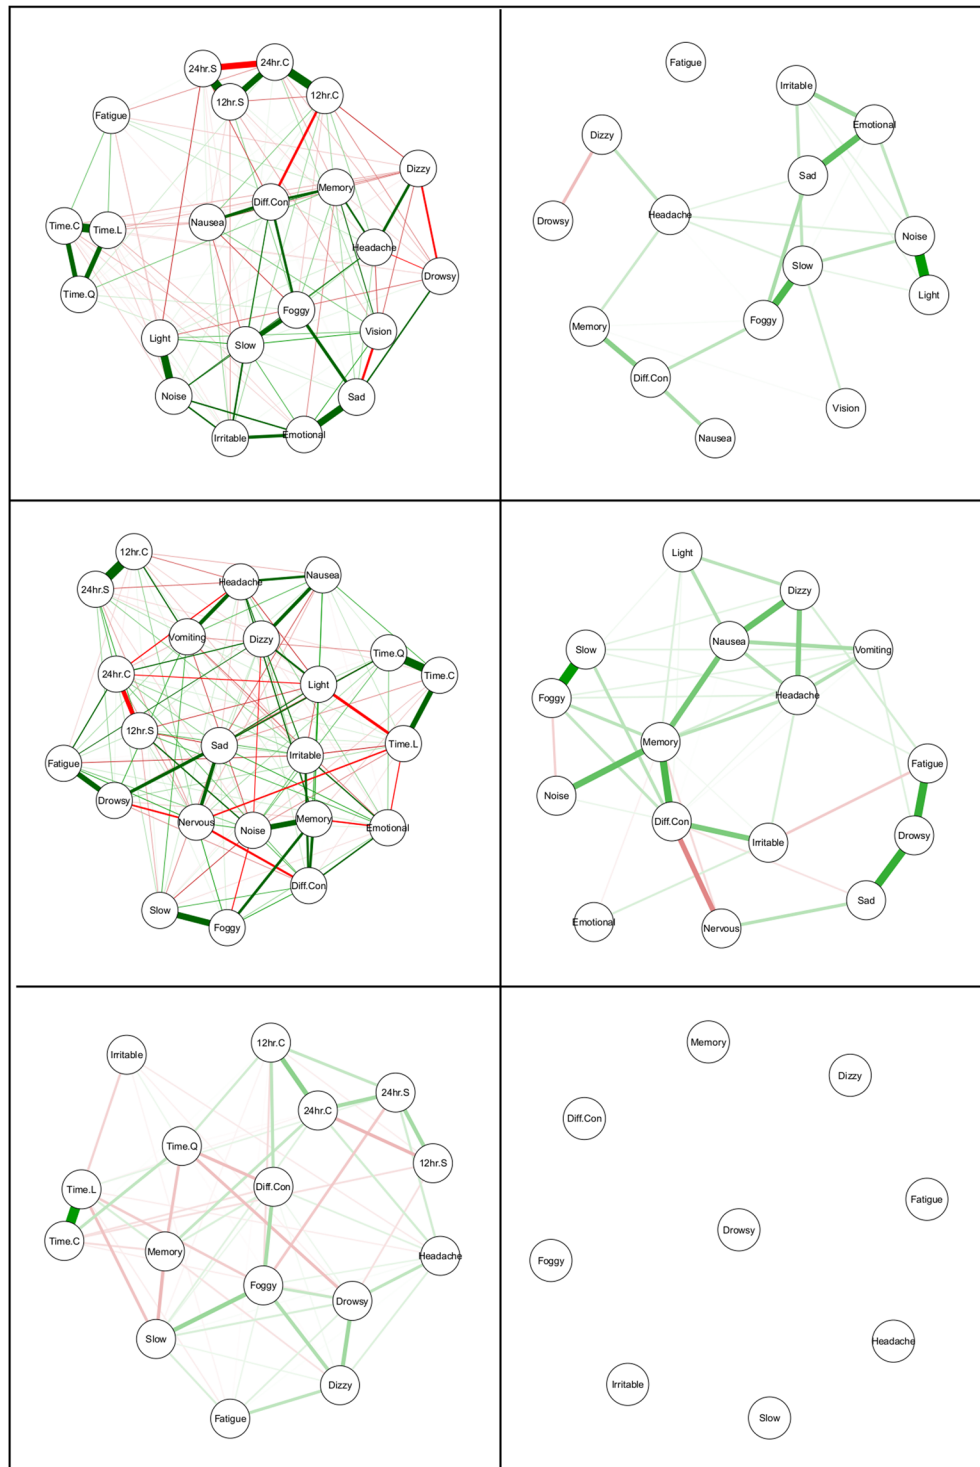 24hr.S
24hr.C
12hr.S
12hr.C
Fatigue
Dizzy
Memory
Diff.Con
Nausea
Time.C
Time.L
Headache
Drowsy
Time.Q
Foggy
Vision
Light
Slow
Noise
Sad
Irritable
Emotional
Fatigue
Irritable
Emotional
Dizzy
Sad
Drowsy
Headache
Noise
Slow
Light
Foggy
Memory
Diff.Con
Vision
Nausea
12hr.C
24hr.S
Headache
Nausea
Vomiting
Dizzy
Time.Q
24hr.C
Light
Time.C
12hr.S
Sad
Time.L
Fatigue
Irritable
Drowsy
Nervous
Noise
Memory
Emotional
Diff.Con
Slow
Foggy
Light
Dizzy
Slow
Nausea
Vomiting
Foggy
Headache
Memory
Fatigue
Noise
Diff.Con
Drowsy
Irritable
Sad
Emotional
Nervous
Irritable
12hr.C
24hr.S
24hr.C
Time.Q
12hr.S
Time.L
Diff.Con
Time.C
Memory
Headache
Foggy
Drowsy
Slow
Dizzy
Fatigue
Memory
Dizzy
Diff.Con
Fatigue
Drowsy
Foggy
Headache
Irritable
Slow